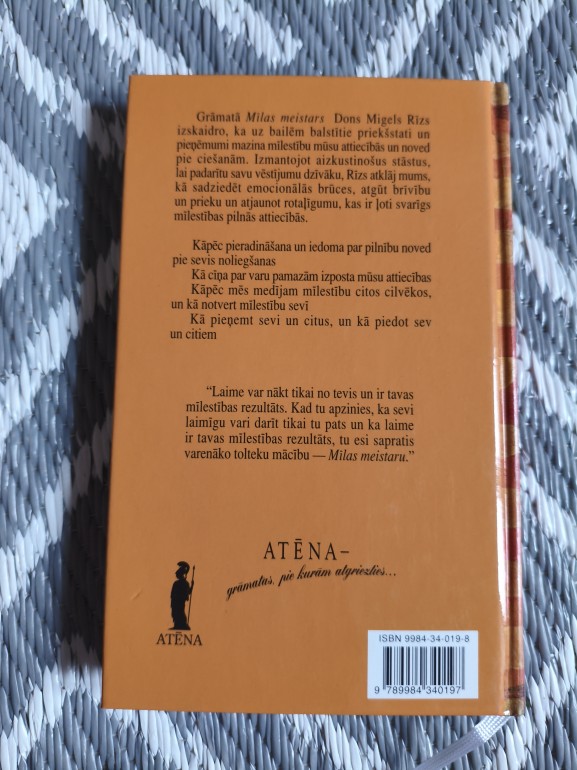 Grāmatā Mīlas meistars Dons Migels Rīzs
izskaidro, ka uz bailēm balstītie priekšstati un
pieņēmumi mazina mīlestību mūsu attiecībās un noved
pie ciešanām. Izmantojot aizkustinošus stāstus,
lai padarītu savu vēstījumu dzīvāku, Rīzs atklāj mums,
kā sadziedēt emocionālās brūces, atgūt brīvību
un prieku un atjaunot rotaļīgumu, kas ir ļoti svarīgs
mīlestības pilnās attiecībās.
Kāpēc pieradināšana un iedoma par pilnību noved
pie sevis noliegšanas
Kā cīņa par varu pamazām izposta mūsu attiecības
Kāpēc mēs medījam mīlestību citos cilvēkos,
un kā notvert mīlestību sevī
Kā pieņemt sevi un citus, un kā piedot sev
un citiem
“Laime var nākt tikai no tevis un ir tavas
mīlestības rezultāts. Kad tu apzinies, ka sevi
laimīgu vari darīt tikai tu pats un ka laime
ir tavas mīlestības rezultāts, tu esi sapratis
varenāko tolteku mācību — Mīlas meistaru.”
ATĒNA–
grāmatas, pie kurām atgriezties...
ATĒNA
ISBN 9984-34-019-8
9 789984 340197